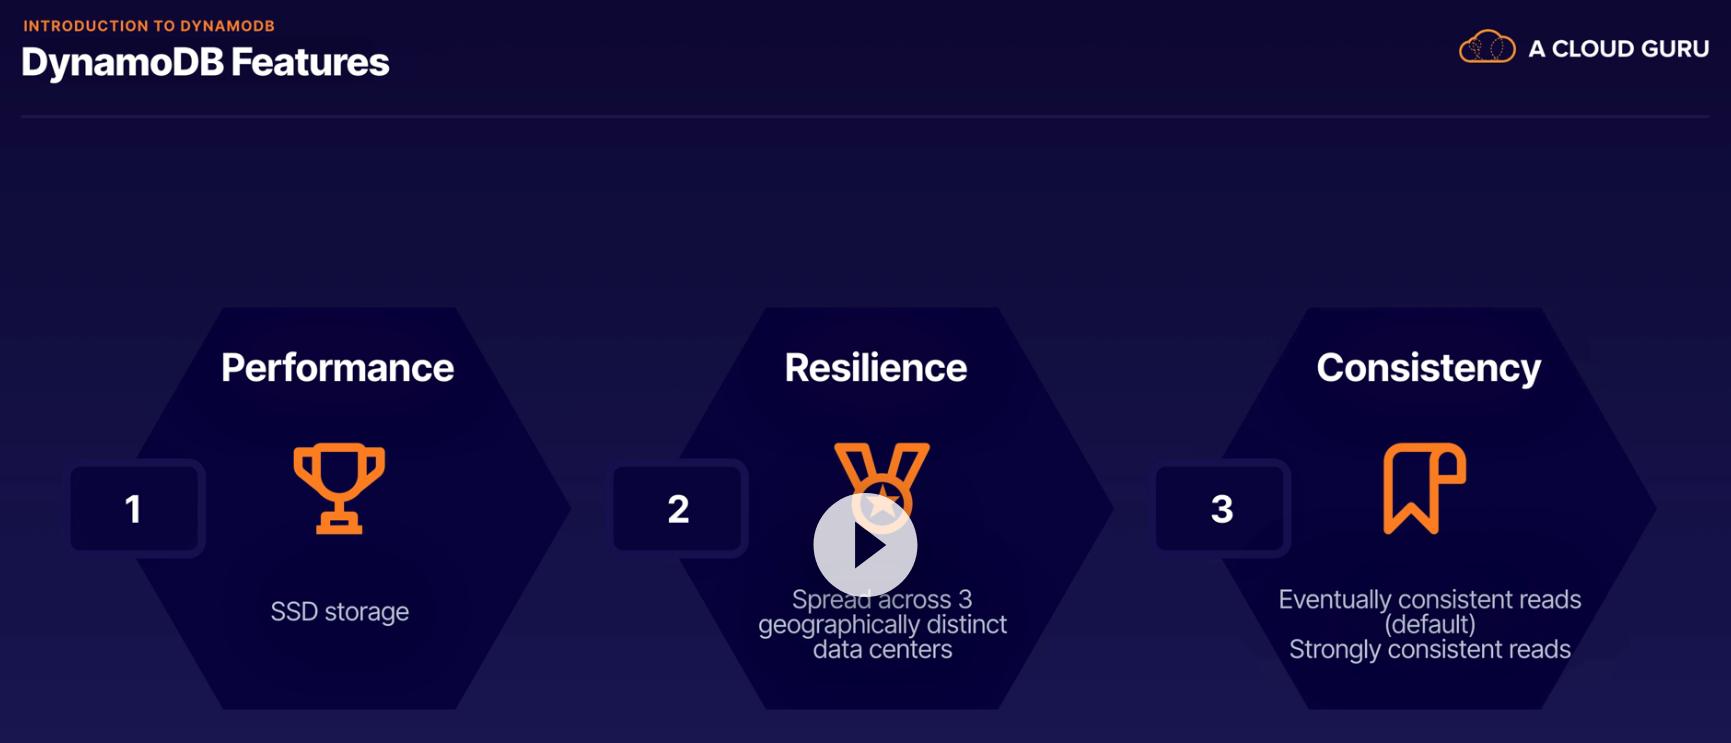 INTRODUCTION TO DYNAMODB
DynamoDB Features
A CLOUD GURU
Performance
1
SSD storage
Resilience
2
Spread across 3
geographically distinct
data centers
Consistency
3
Eventually consistent reads
(default)
Strongly consistent reads